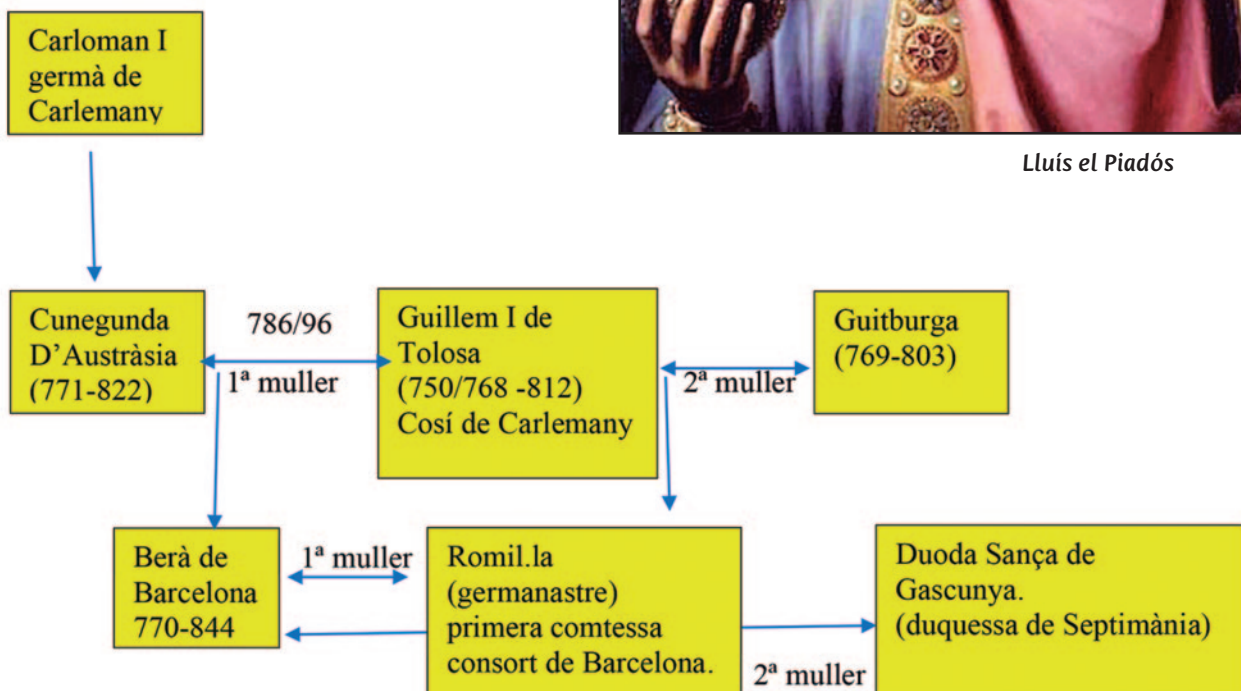 Carloman I
germà de
Carlemany
Lluís el Piadós
Cunegunda
D’Austràsia
(771-822)
786/96
1ª muller
Guillem I de
Tolosa
(750/768 -812)
Cosí de Carlemany
2ª muller
Guitburga
(769-803)
Berà de
Barcelona
770-844
1ª muller
Romil.la
(germanastre)
primera comtessa
consort de Barcelona.
2ª muller
Duoda Sança de
Gascunya.
(duquessa de Septimània)